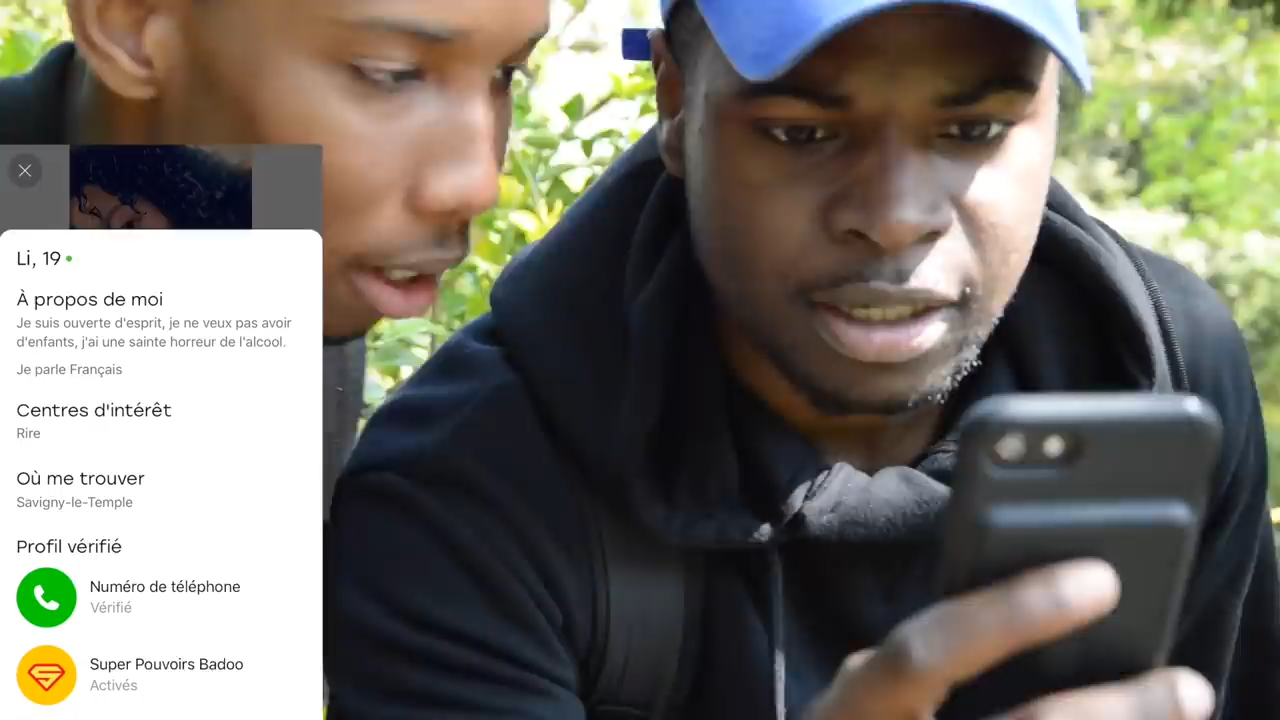 Li, 19
À propos de moi
Je suis ouverte d'esprit, je ne veux pas avoir
d'enfants, j'ai une sainte horreur de l'alcool.
Je parle Français
Centres d'intérêt
Rire
Où me trouver
Savigny-le-Temple
Profil vérifié
Numéro de téléphone
Vérifié
Super Pouvoirs Badoo
Activés